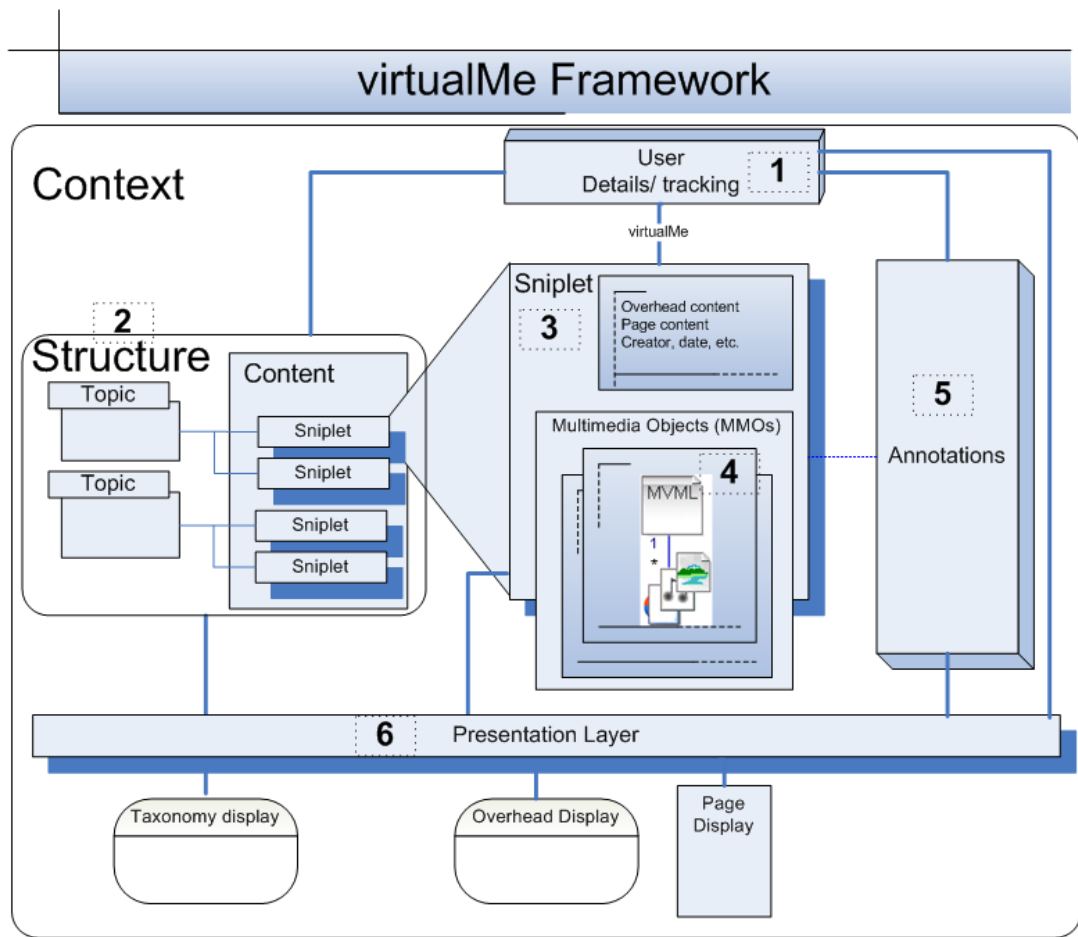 virtualMe Framework
Context
User
Details/ tracking
1
virtualMe
2
Structure
Topic
Topic
Content
Sniplet
Sniplet
Sniplet
Sniplet
Sniplet
3
Overhead content
Page content
Creator, date, etc.
Multimedia Objects (MMOs)
4
MVML
1
*
5
Annotations
6
Presentation Layer
Taxonomy display
Overhead Display
Page
Display